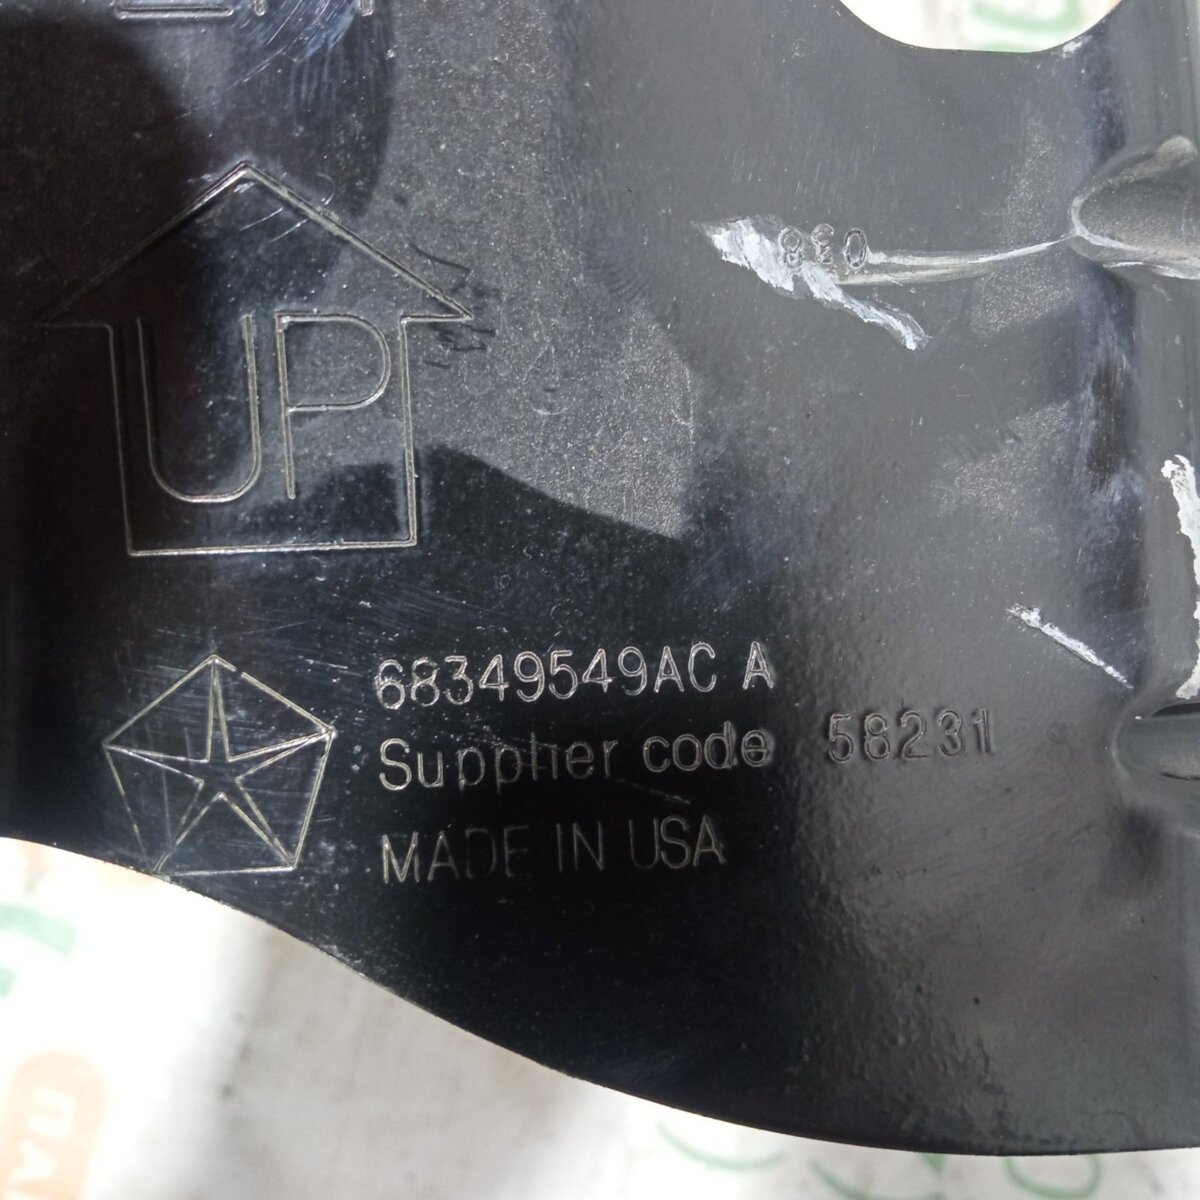 038
UP
68349549AC A
Supplier code 58231
MADE IN USA